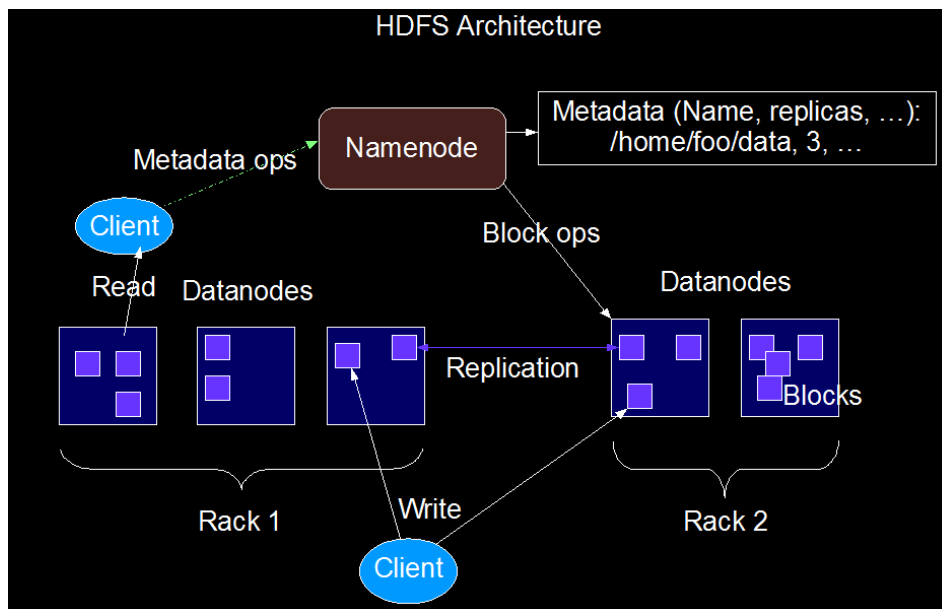 HDFS Architecture
Metadata (Name, replicas, …):
/home/foo/data, 3, …
Namenode
Metadata ops
Client
Block ops
Read
Datanodes
Datanodes
Replication
Blocks
Rack 1
Write
Rack 2
Client